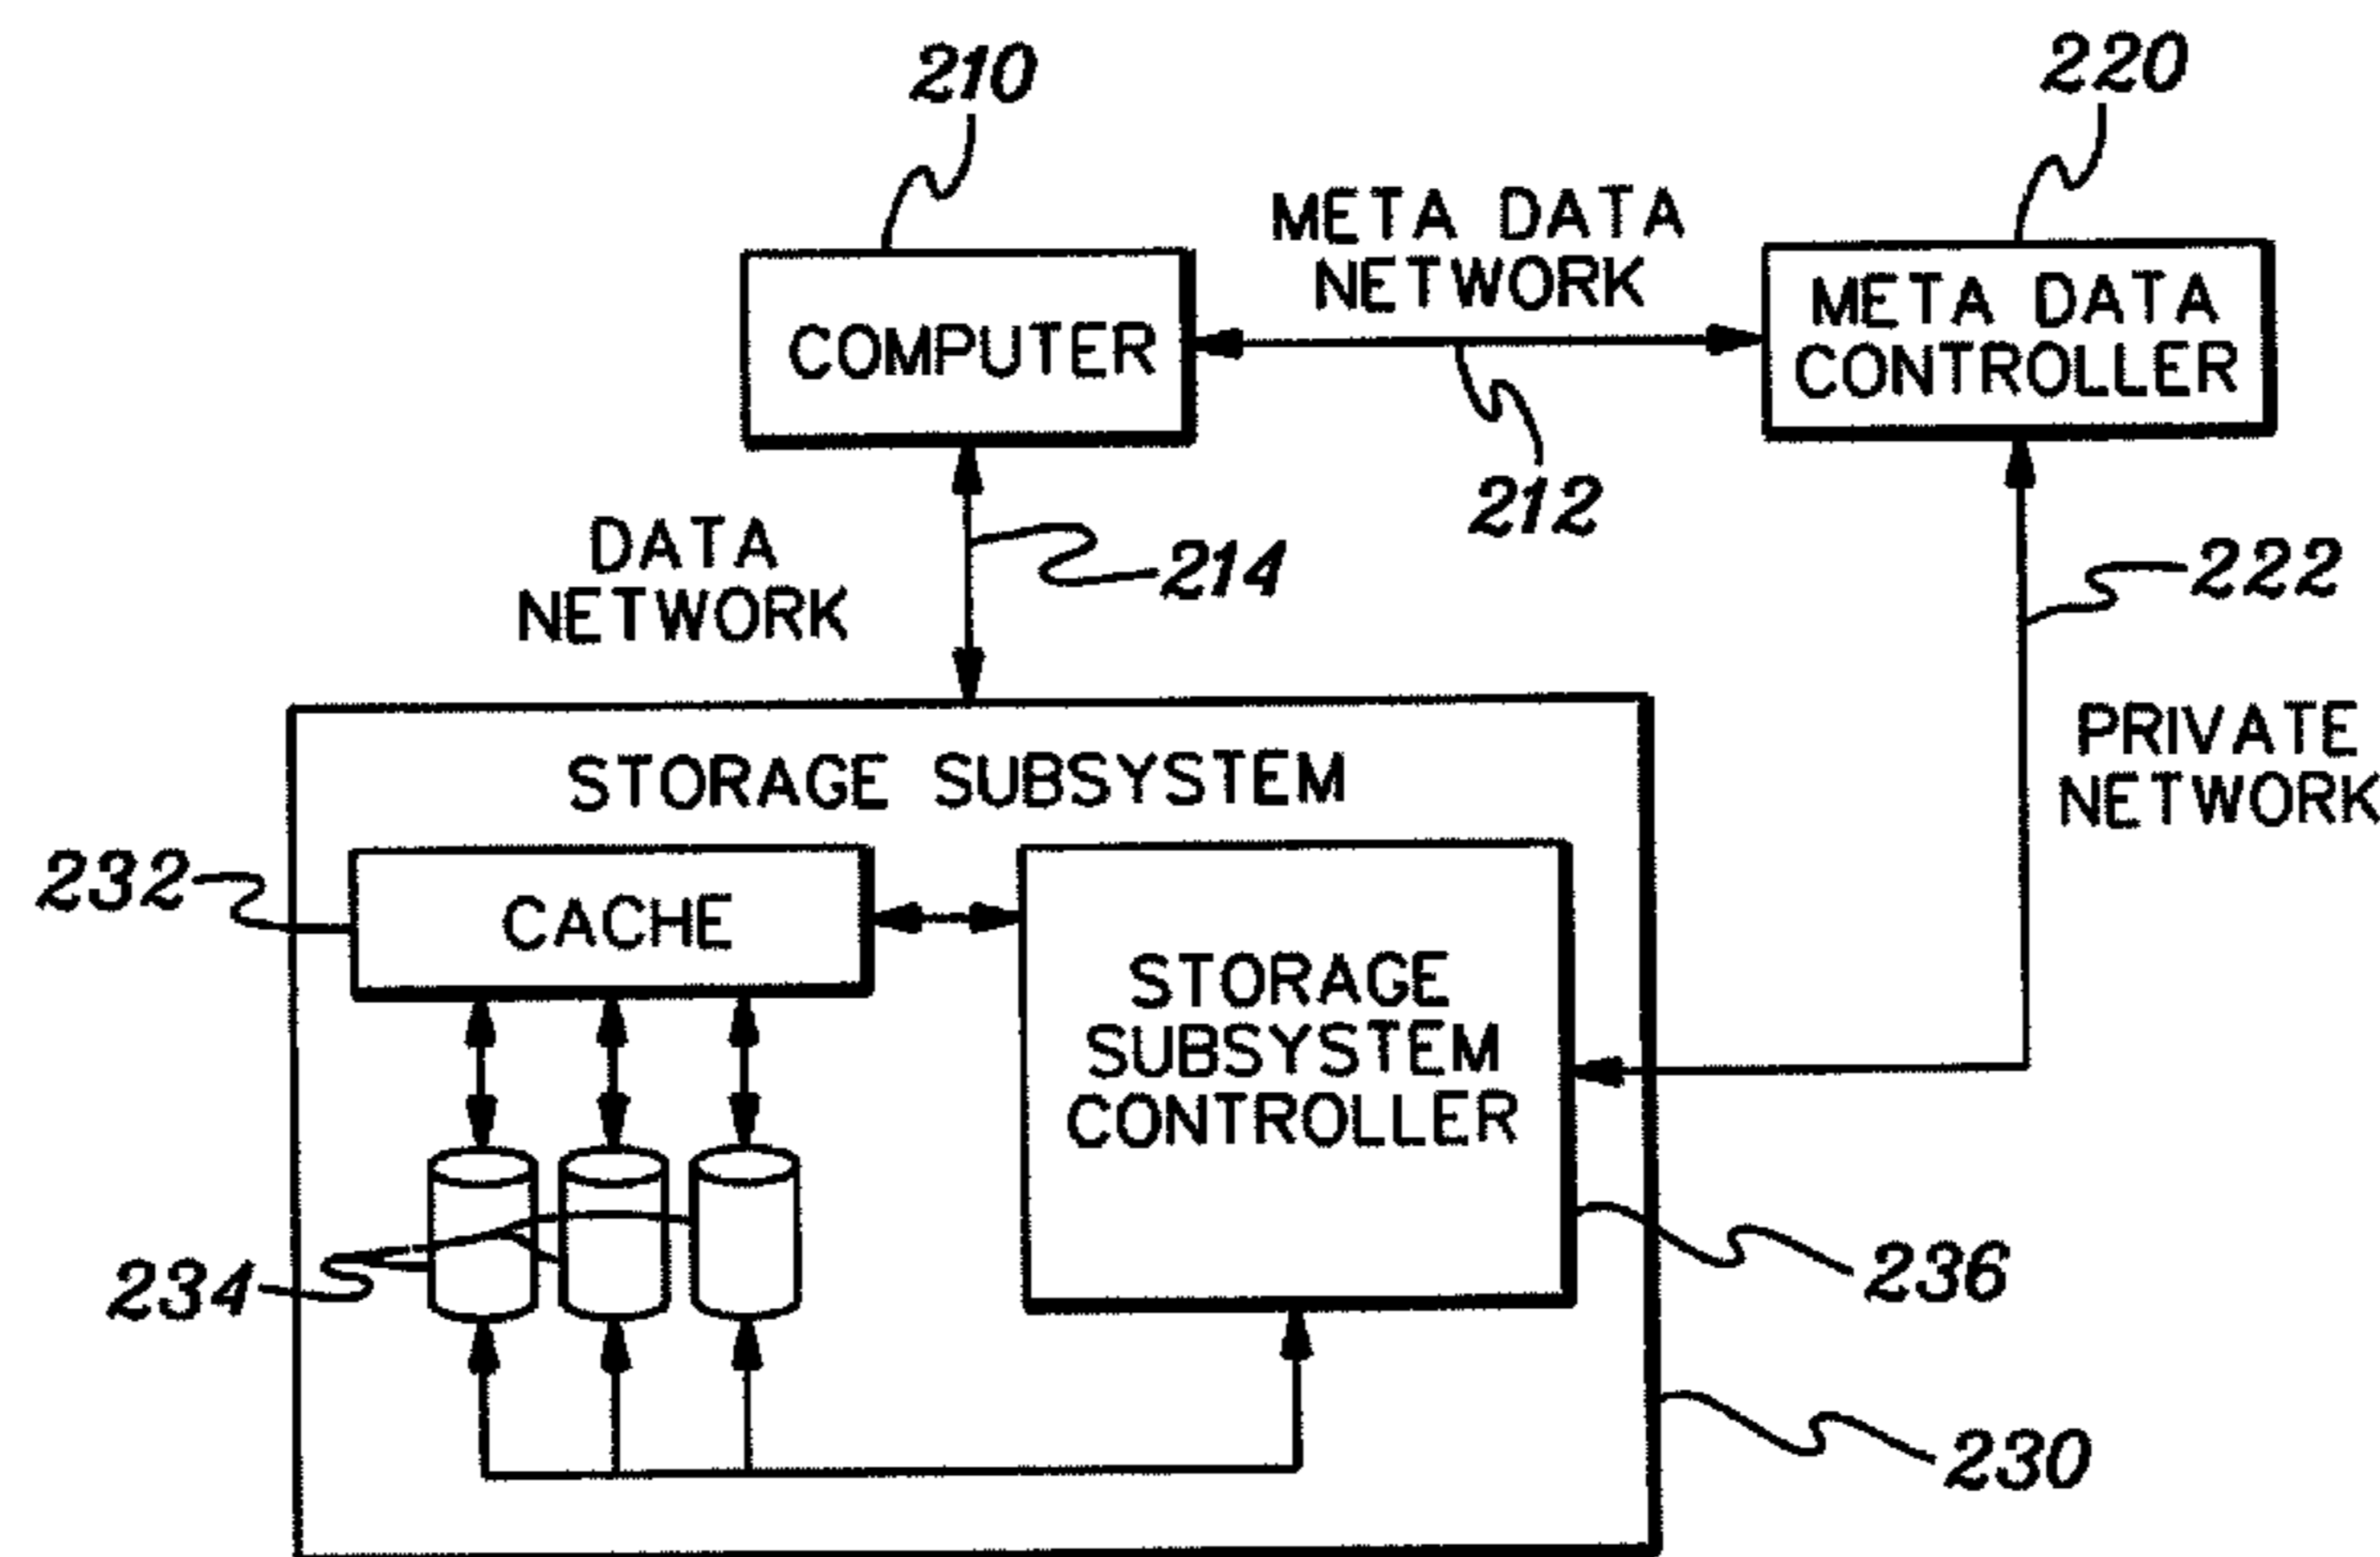 210
220
META DATA
NETWORK
COMPUTER
META DATA
CONTROLLER
212
DATA
NETWORK
214
222
PRIVATE
NETWORK
STORAGE SUBSYSTEM
232
CACHE
STORAGE
SUBSYSTEM
CONTROLLER
234
236
230